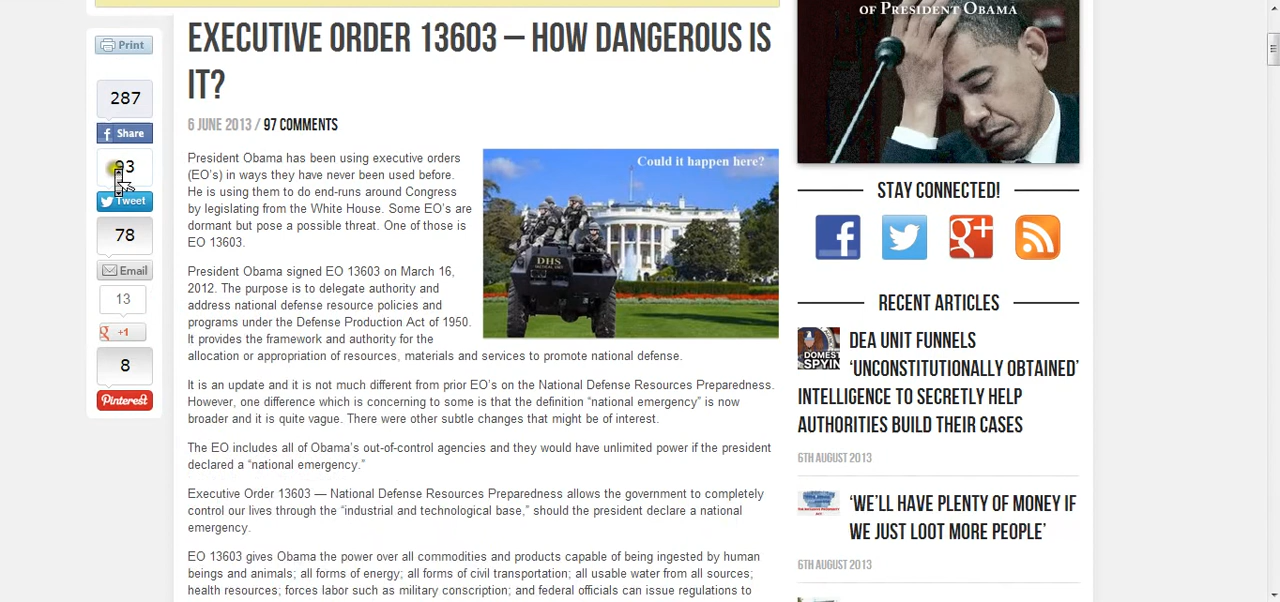 OF PRESIDENT OBAMA
EXECUTIVE ORDER 13603 – HOW DANGEROUS IS
IT?
6 JUNE 2013 / 97 COMMENTS
Print
287
Share
93
Tweet
78
Email
13
+1
8
Pinterest
President Obama has been using executive orders
(EO's) in ways they have never been used before.
He is using them to do end-runs around Congress
by legislating from the White House. Some EO's are
dormant but pose a possible threat. One of those is
EO 13603.
Could it happen here?
DHS
President Obama signed EO 13603 on March 16,
2012. The purpose is to delegate authority and
address national defense resource policies and
programs under the Defense Production Act of 1950.
It provides the framework and authority for the
allocation or appropriation of resources, materials and services to promote national defense.
It is an update and it is not much different from prior EO's on the National Defense Resources Preparedness.
However, one difference which is concerning to some is that the definition "national emergency" is now
broader and it is quite vague. There were other subtle changes that might be of interest.
The EO includes all of Obama's out-of-control agencies and they would have unlimited power if the president
declared a "national emergency."
Executive Order 13603 — National Defense Resources Preparedness allows the government to completely
control our lives through the "industrial and technological base," should the president declare a national
emergency.
EO 13603 gives Obama the power over all commodities and products capable of being ingested by human
beings and animals; all forms of energy; all forms of civil transportation; all usable water from all sources;
health resources; forces labor such as military conscription; and federal officials can issue regulations to
STAY CONNECTED!
RECENT ARTICLES
DEA UNIT FUNNELS
'UNCONSTITUTIONALLY OBTAINED'
INTELLIGENCE TO SECRETLY HELP
AUTHORITIES BUILD THEIR CASES
6TH AUGUST 2013
'WE'LL HAVE PLENTY OF MONEY IF
WE JUST LOOT MORE PEOPLE'
6TH AUGUST 2013